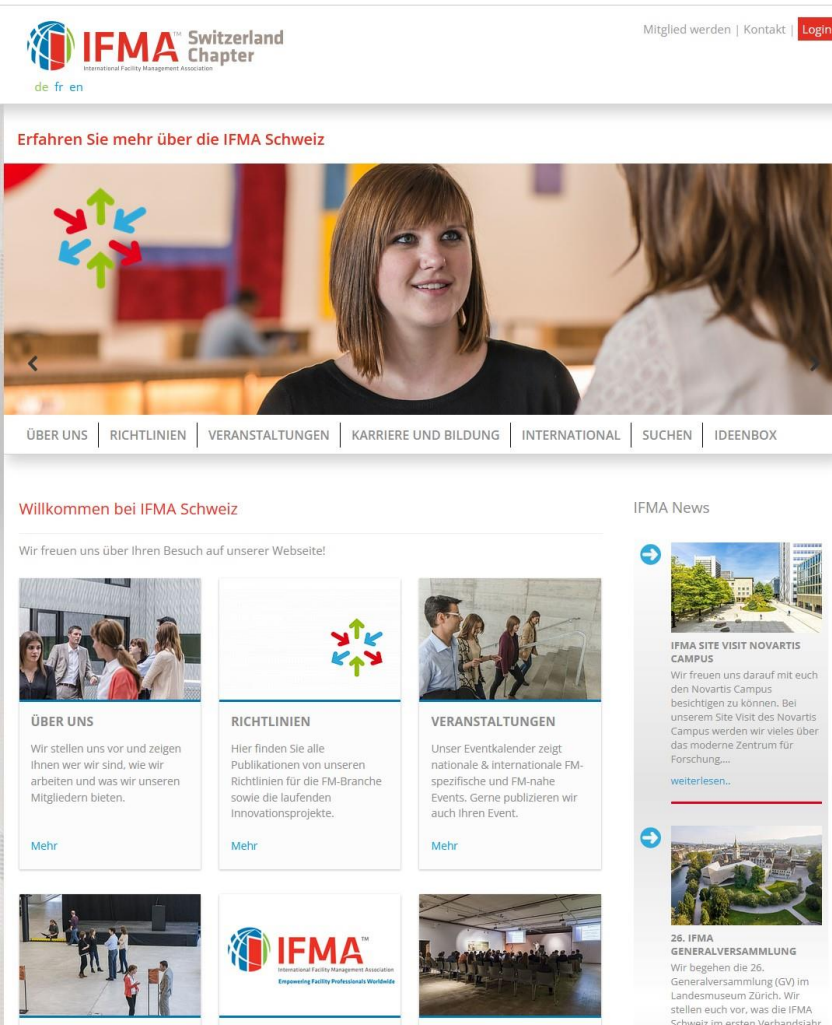 IFMA™ Switzerland Chapter
International Facility Management Association
Mitglied werden | Kontakt | Login
de fr en
Erfahren Sie mehr über die IFMA Schweiz
ÜBER UNS | RICHTLINIEN | VERANSTALTUNGEN | KARRIERE UND BILDUNG | INTERNATIONAL | SUCHEN | IDEENBOX
Willkommen bei IFMA Schweiz
Wir freuen uns über Ihren Besuch auf unserer Webseite!
ÜBER UNS
Wir stellen uns vor und zeigen
Ihnen wer wir sind, wie wir
arbeiten und was wir unseren
Mitgliedern bieten.
Mehr
RICHTLINIEN
Hier finden Sie alle
Publikationen von unseren
Richtlinien für die FM-Branche
sowie die laufenden
Innovationsprojekte.
Mehr
VERANSTALTUNGEN
Unser Eventkalender zeigt
nationale & internationale FM-
spezifische und FM-nahe
Events. Gerne publizieren wir
auch Ihren Event.
Mehr
IFMA™
International Facility Management Association
Empowering Facility Professionals Worldwide
IFMA News
IFMA SITE VISIT NOVARTIS
CAMPUS
Wir freuen uns darauf mit euch
den Novartis Campus
besichtigen zu können. Bei
unserem Site Visit des Novartis
Campus werden wir vieles über
das moderne Zentrum für
Forschung,...
weiterlesen..
26. IFMA
GENERALVERSAMMLUNG
Wir begehen die 26.
Generalversammlung (GV) im
Landesmuseum Zürich. Wir
stellen euch vor, was die IFMA
Schweiz im ersten Verbandsjahr